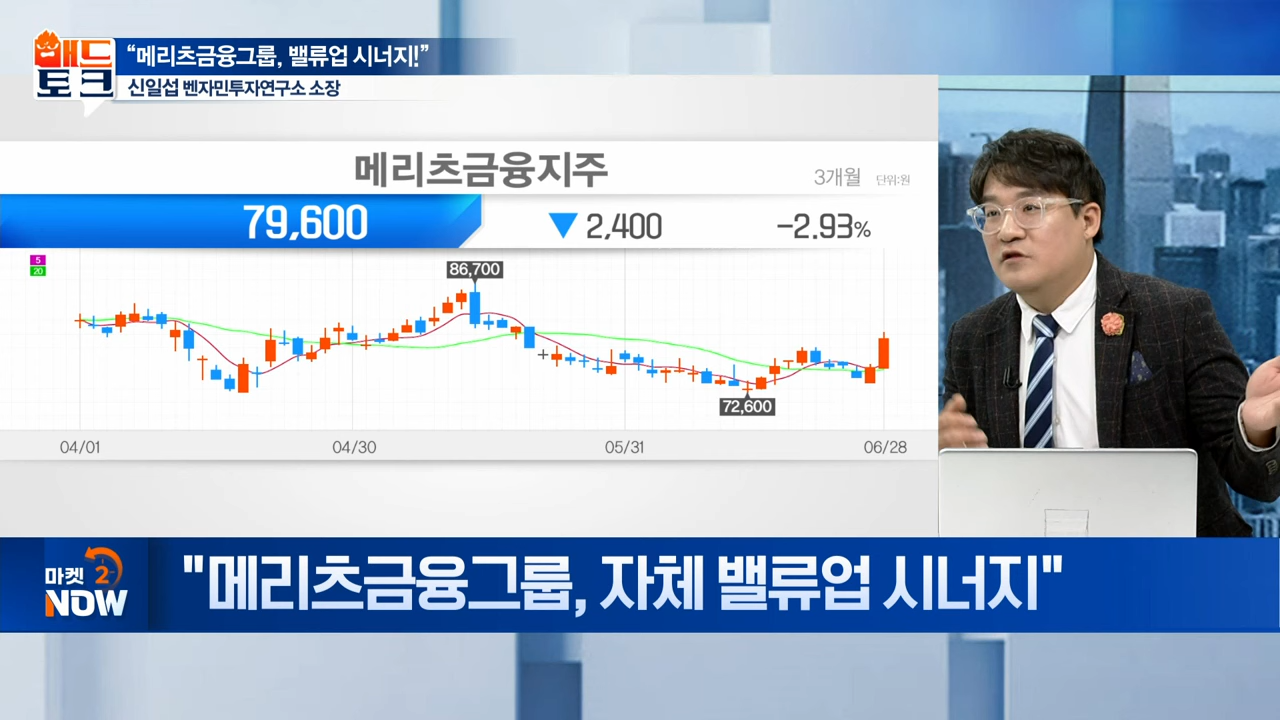 매드
토크
“메리츠금융그룹, 밸류업 시너지!”
신일섭 벤자민투자연구소 소장
메리츠금융지주
3개월 단위:원
79,600 ▼ 2,400 -2.93%
5
20
86,700
72,600
04/01 04/30 05/31 06/28
마켓 2
NOW
"메리츠금융그룹, 자체 밸류업 시너지"